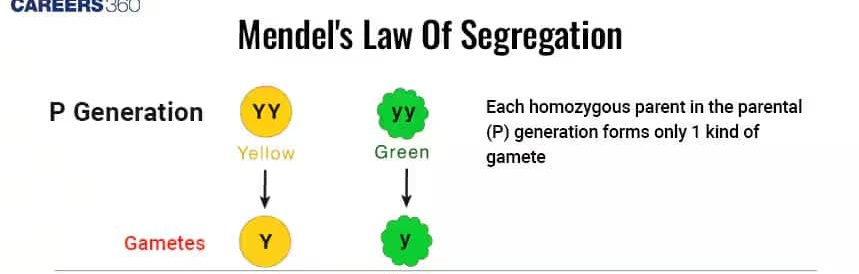 CAREERS360
Mendel's Law Of Segregation
P Generation
YY
yy
Yellow
Green
Each homozygous parent in the parental
(P) generation forms only 1 kind of
gamete
Gametes
Y
y